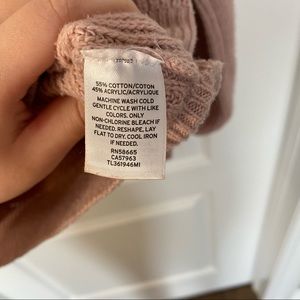 55% COTTON/COTON
45% ACRYLIC/ACRYLIQUE
MACHINE WASH COLD
GENTLE CYCLE WITH LIKE
COLORS. ONLY
NON-CHLORINE BLEACH IF
NEEDED. RESHAPE, LAY
FLAT TO DRY. COOL IRON
IF NEEDED.
RN58665
CA57963
TL361946MI